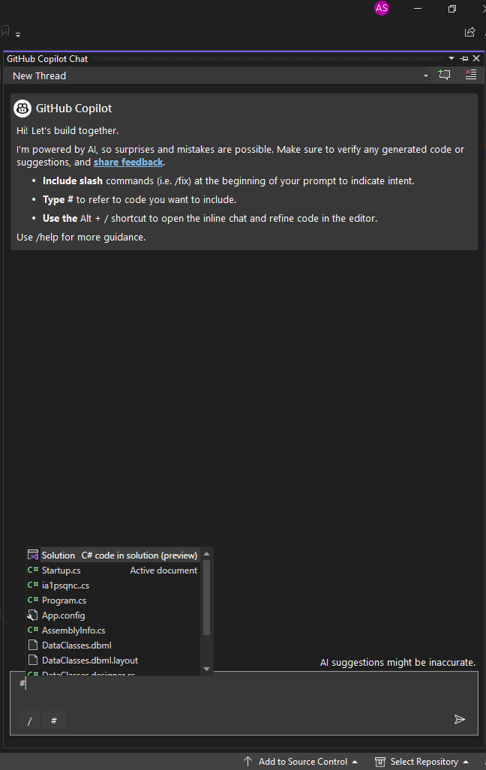 AS
GitHub Copilot Chat
New Thread
GitHub Copilot
Hi! Let's build together.
I'm powered by AI, so surprises and mistakes are possible. Make sure to verify any generated code or
suggestions, and share feedback.
• Include slash commands (i.e. /fix) at the beginning of your prompt to indicate intent.
• Type # to refer to code you want to include.
• Use the Alt + / shortcut to open the inline chat and refine code in the editor.
Use /help for more guidance.
Solution C# code in solution (preview)
C# Startup.cs Active document
C# ia1psqnc..cs
C# Program.cs
App.config
C# AssemblyInfo.cs
DataClasses.dbml
DataClasses.dbml.layout
C# DataClasses.designer.cs
AI suggestions might be inaccurate.
#
/ #
Add to Source Control
Select Repository